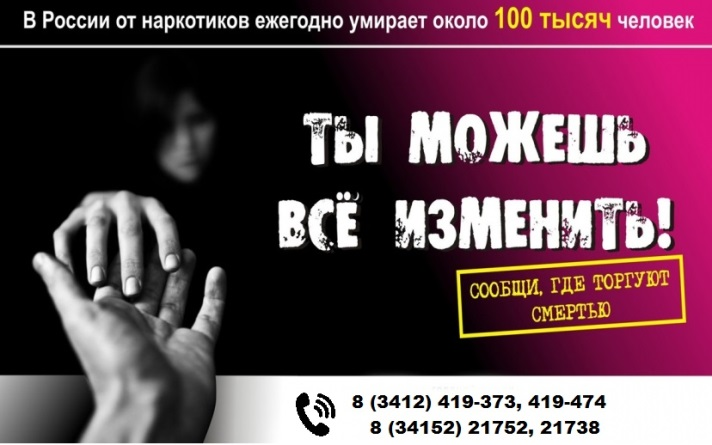 В России от наркотиков ежегодно умирает около 100 тысяч человек
ТЫ МОЖЕШЬ
ВСЁ ИЗМЕНИТЬ!
СООБЩИ, ГДЕ ТОРГУЮТ
СМЕРТЬЮ
8 (3412) 419-373, 419-474
8 (34152) 21752, 21738